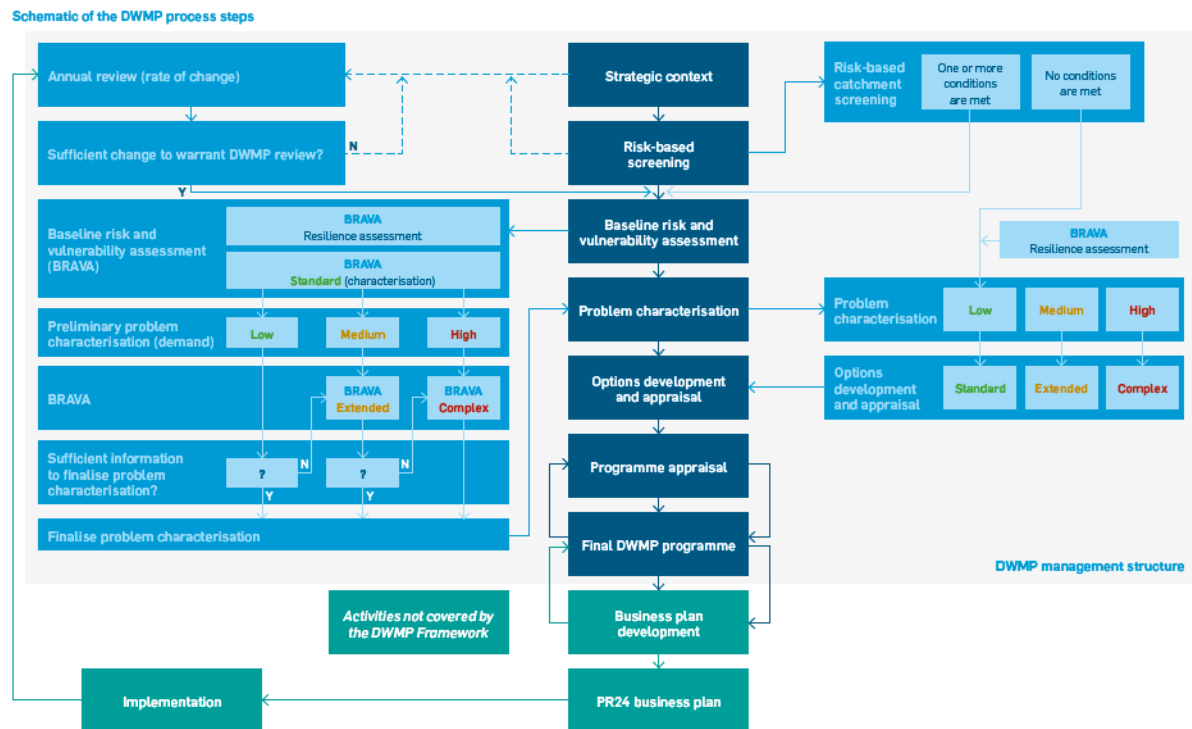 Schematic of the DWMP process steps
Annual review (rate of change)
Strategic context
Risk-based
catchment
screening
One or more
conditions
are met
No conditions
are met
Sufficient change to warrant DWMP review?
N
Risk-based
screening
Y
Baseline risk and
vulnerability assessment
(BRAVA)
BRAVA
Resilience assessment
BRAVA
Standard (characterisation)
Baseline risk and
vulnerability assessment
BRAVA
Resilience assessment
Preliminary problem
characterisation (demand)
Low
Medium
High
Problem characterisation
Problem
characterisation
Low
Medium
High
BRAVA
BRAVA
Extended
BRAVA
Complex
Options development
and appraisal
Options
development
and appraisal
Standard
Extended
Complex
Sufficient information
to finalise problem
characterisation?
?
N
?
N
Y
Y
Programme appraisal
Finalise problem characterisation
Final DWMP programme
DWMP management structure
Activities not covered by
the DWMP Framework
Business plan
development
Implementation
PR24 business plan